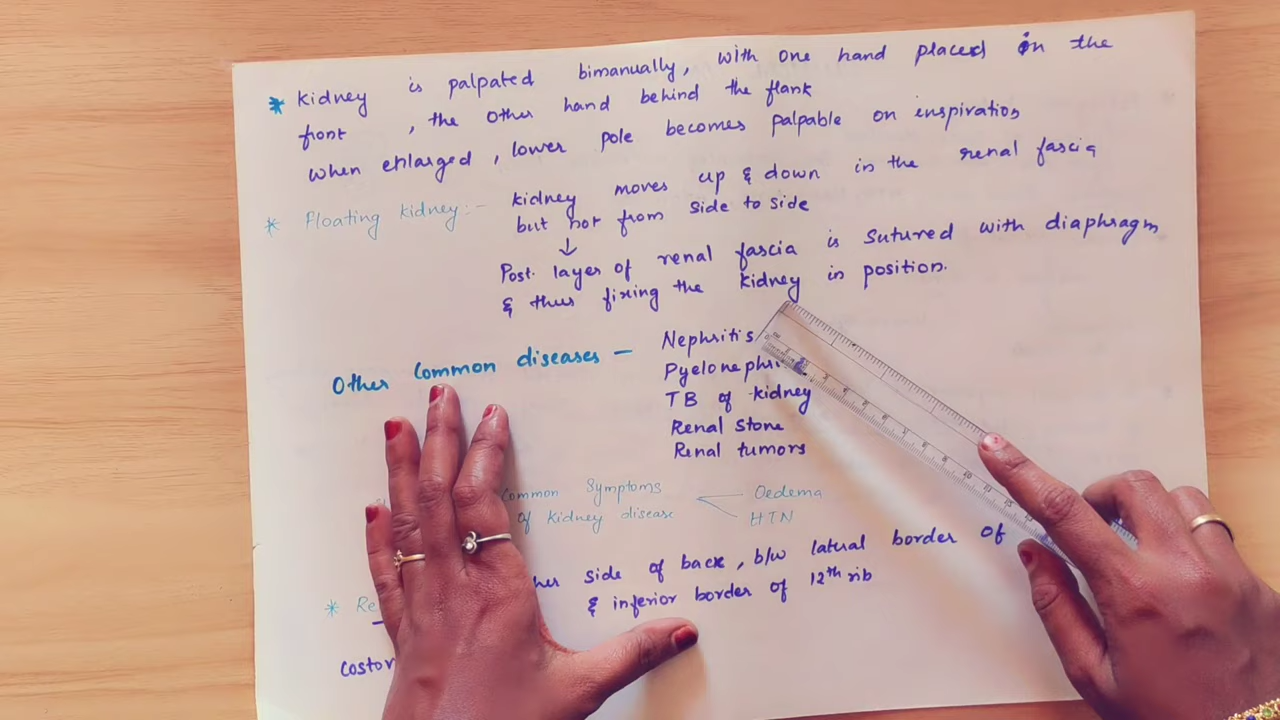 * kidney is palpated bimanually, with one hand placed in the
front , the other hand behind the flank
when enlarged, lower pole becomes palpable on inspiration
* Floating kidney:- kidney moves up & down in the renal fascia
but not from side to side
↓
Post. layer of renal fascia is sutured with diaphragm
& thus fixing the kidney in position.
Other Common diseases - Nephritis
TB of kidney
Renal stone
Renal tumors
Common Symptoms Oedema
of kidney disease HTN
side of back, b/w latural border of
& inferior border of 12th rib